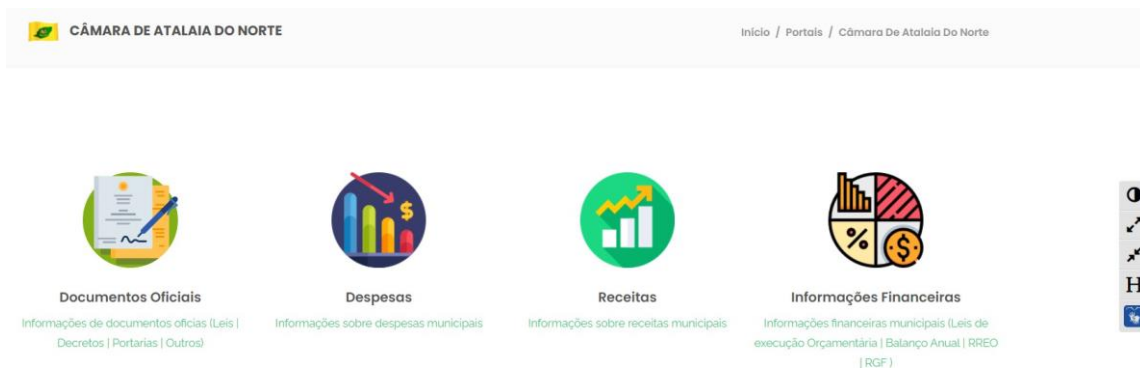 CÂMARA DE ATALAIA DO NORTE
Início / Portais / Câmara De Atalaia Do Norte
Documentos Oficiais
Informações de documentos oficias (Leis |
Decretos | Portarias | Outros)
Despesas
Informações sobre despesas municipais
Receitas
Informações sobre receitas municipais
Informações Financeiras
Informações financeiras municipais (Leis de
execução Orçamentária | Balanço Anual | RREO
| RGF )
H